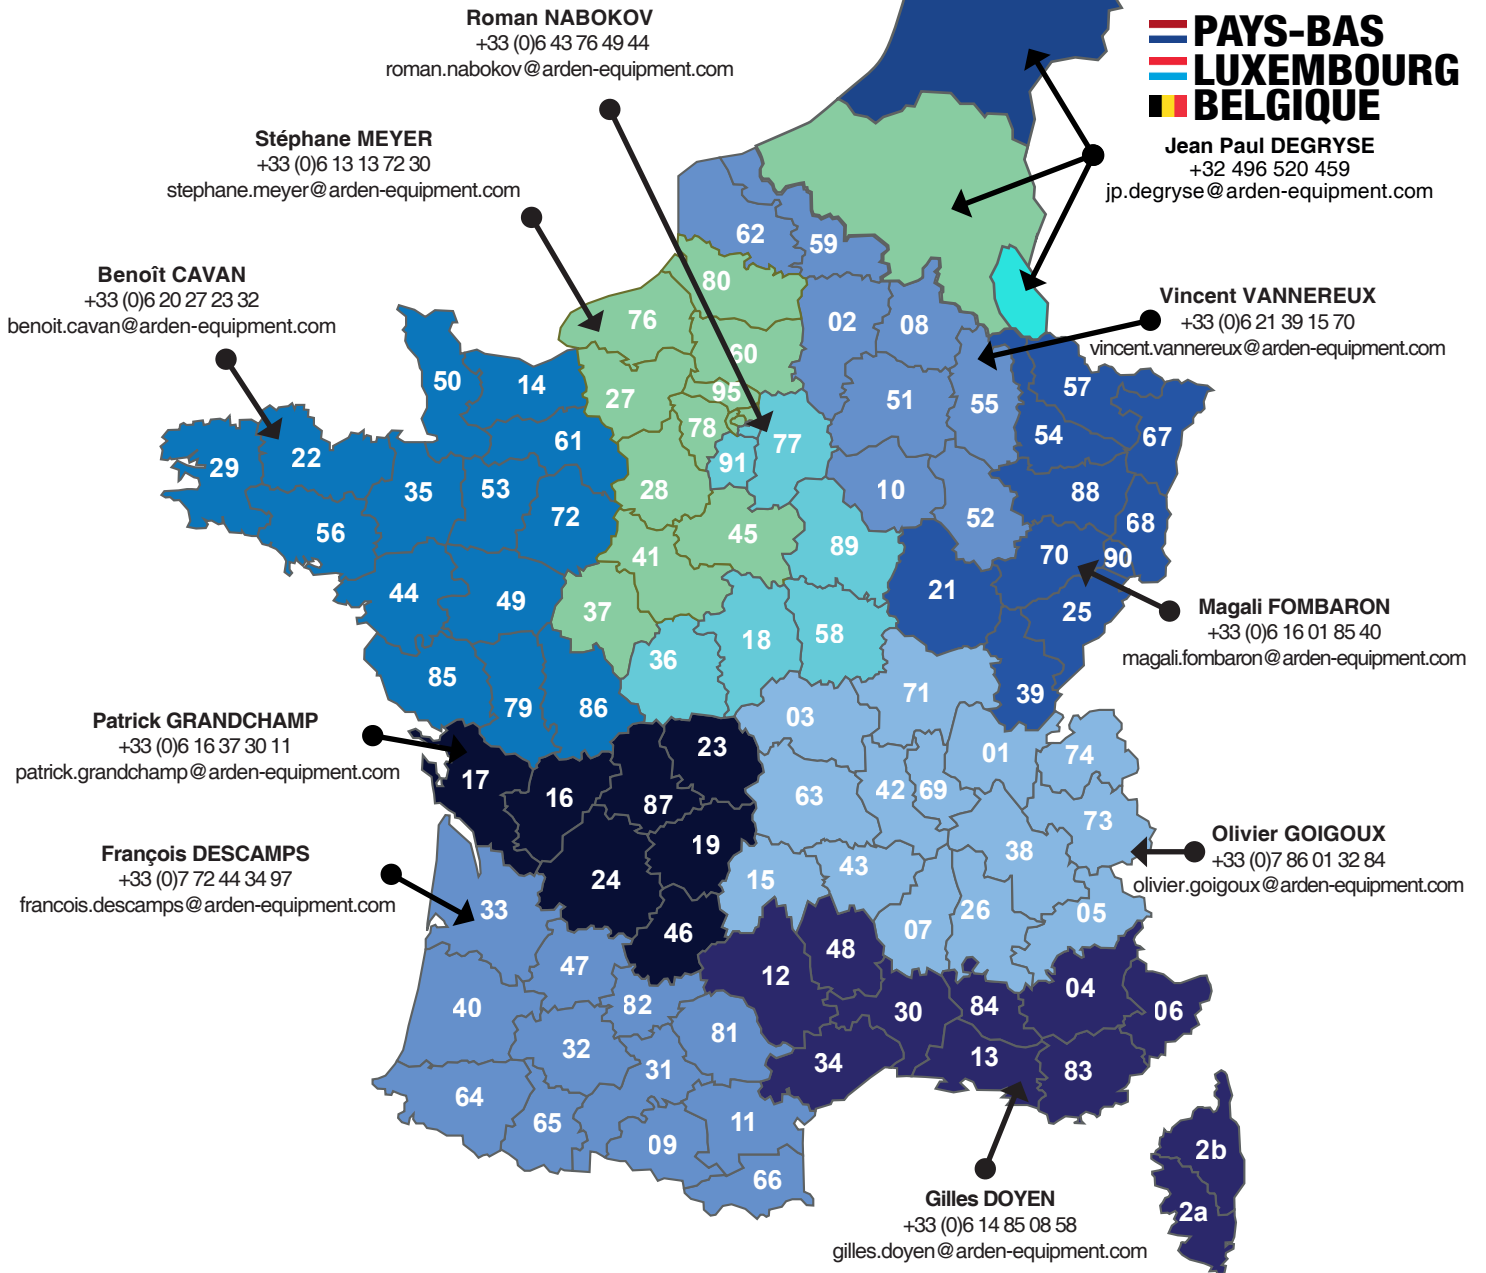 Roman NABOKOV
+33 (0)6 43 76 49 44
roman.nabokov@arden-equipment.com
PAYS-BAS
LUXEMBOURG
BELGIQUE
Jean Paul DEGRYSE
+32 496 520 459
jp.degryse@arden-equipment.com
Stéphane MEYER
+33 (0)6 13 13 72 30
stephane.meyer@arden-equipment.com
Benoît CAVAN
+33 (0)6 20 27 23 32
benoit.cavan@arden-equipment.com
Vincent VANNEREUX
+33 (0)6 21 39 15 70
vincent.vannereux@arden-equipment.com
Magali FOMBARON
+33 (0)6 16 01 85 40
magali.fombaron@arden-equipment.com
Patrick GRANDCHAMP
+33 (0)6 16 37 30 11
patrick.grandchamp@arden-equipment.com
François DESCAMPS
+33 (0)7 72 44 34 97
francois.descamps@arden-equipment.com
Olivier GOIGOUX
+33 (0)7 86 01 32 84
olivier.goigoux@arden-equipment.com
Gilles DOYEN
+33 (0)6 14 85 08 58
gilles.doyen@arden-equipment.com
62
59
80
76
02
08
60
50
14
27
95
51
55
57
78
77
54
67
61
91
29
22
35
53
28
10
88
72
52
68
56
45
89
41
70
90
44
49
37
21
25
18
58
36
85
79
86
71
39
03
23
01
74
17
16
87
63
42
69
73
19
38
24
15
43
33
46
07
26
05
47
12
48
40
82
30
84
04
06
32
81
31
34
13
83
64
65
09
11
66
2b
2a